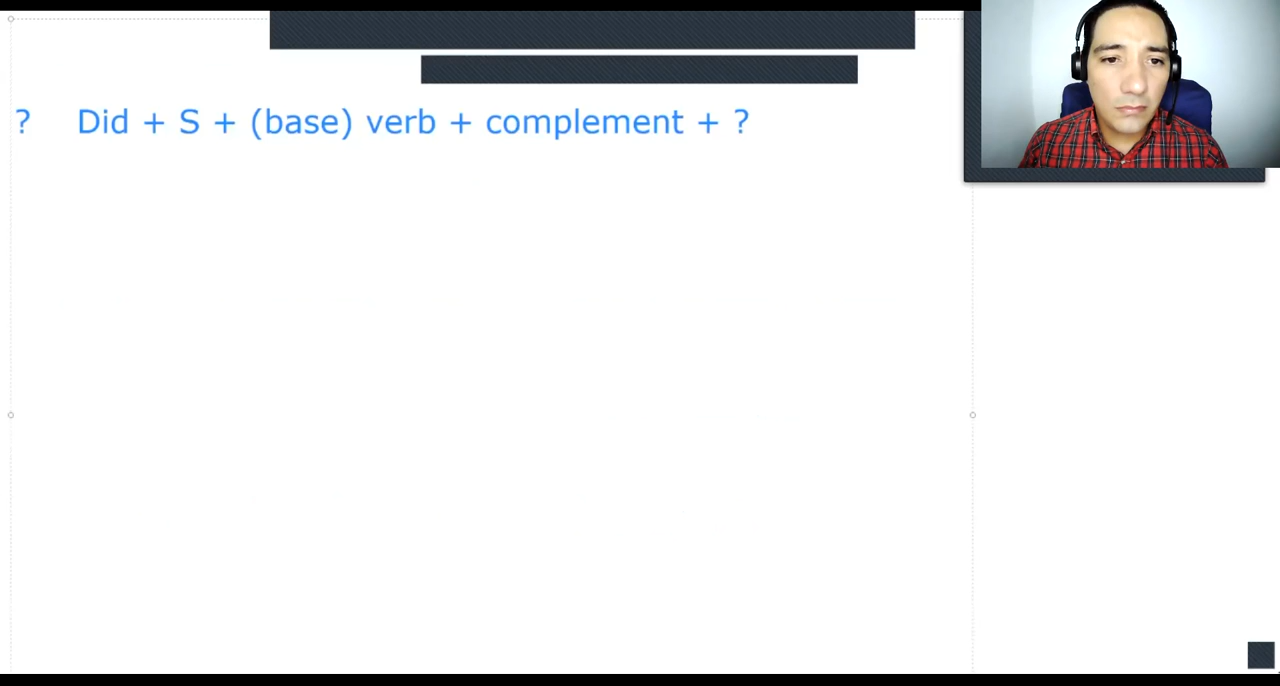 ? Did + S + (base) verb + complement + ?